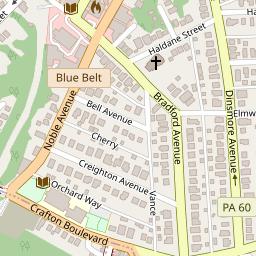 Haldane Street
Blue Belt
Noble Avenue
Bell Avenue
Bradford Avenue
Dinsmore Avenue
Cherry
Creighton Avenue
Vance
Orchard Way
PA 60
Crafton Boulevard